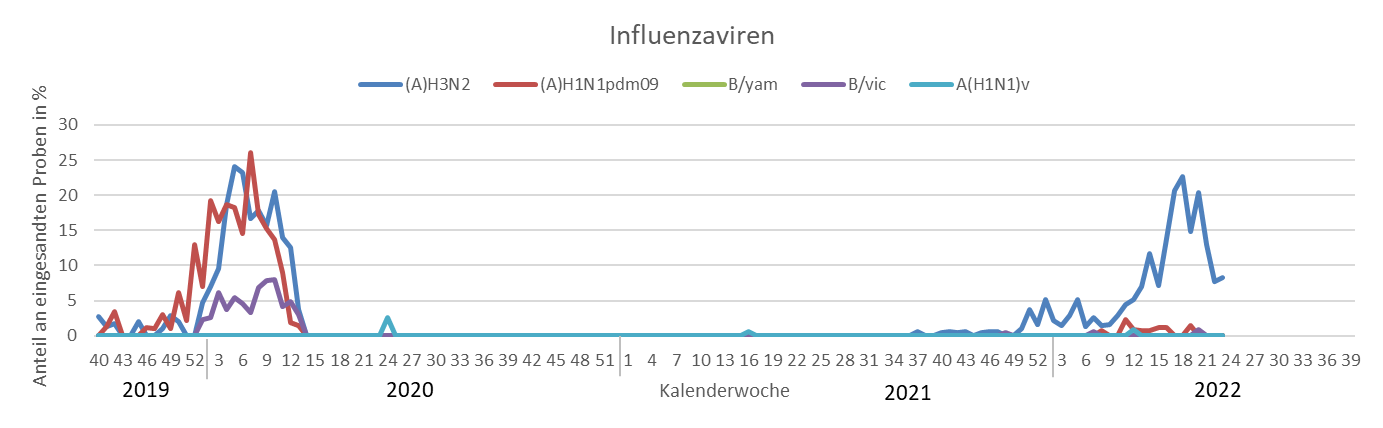 Influenzaviren
(A)H3N2 (A)H1N1pdm09 B/yam B/vic A(H1N1)v
Anteil an eingesandten Proben in %
30
25
20
15
10
5
0
40 43 46 49 52 3 6 9 12 15 18 21 24 27 30 33 36 39 42 45 48 51 1 4 7 10 13 16 19 22 25 28 31 34 37 40 43 46 49 52 3 6 9 12 15 18 21 24 27 30 33 36 39
2019 2020 Kalenderwoche 2021 2022